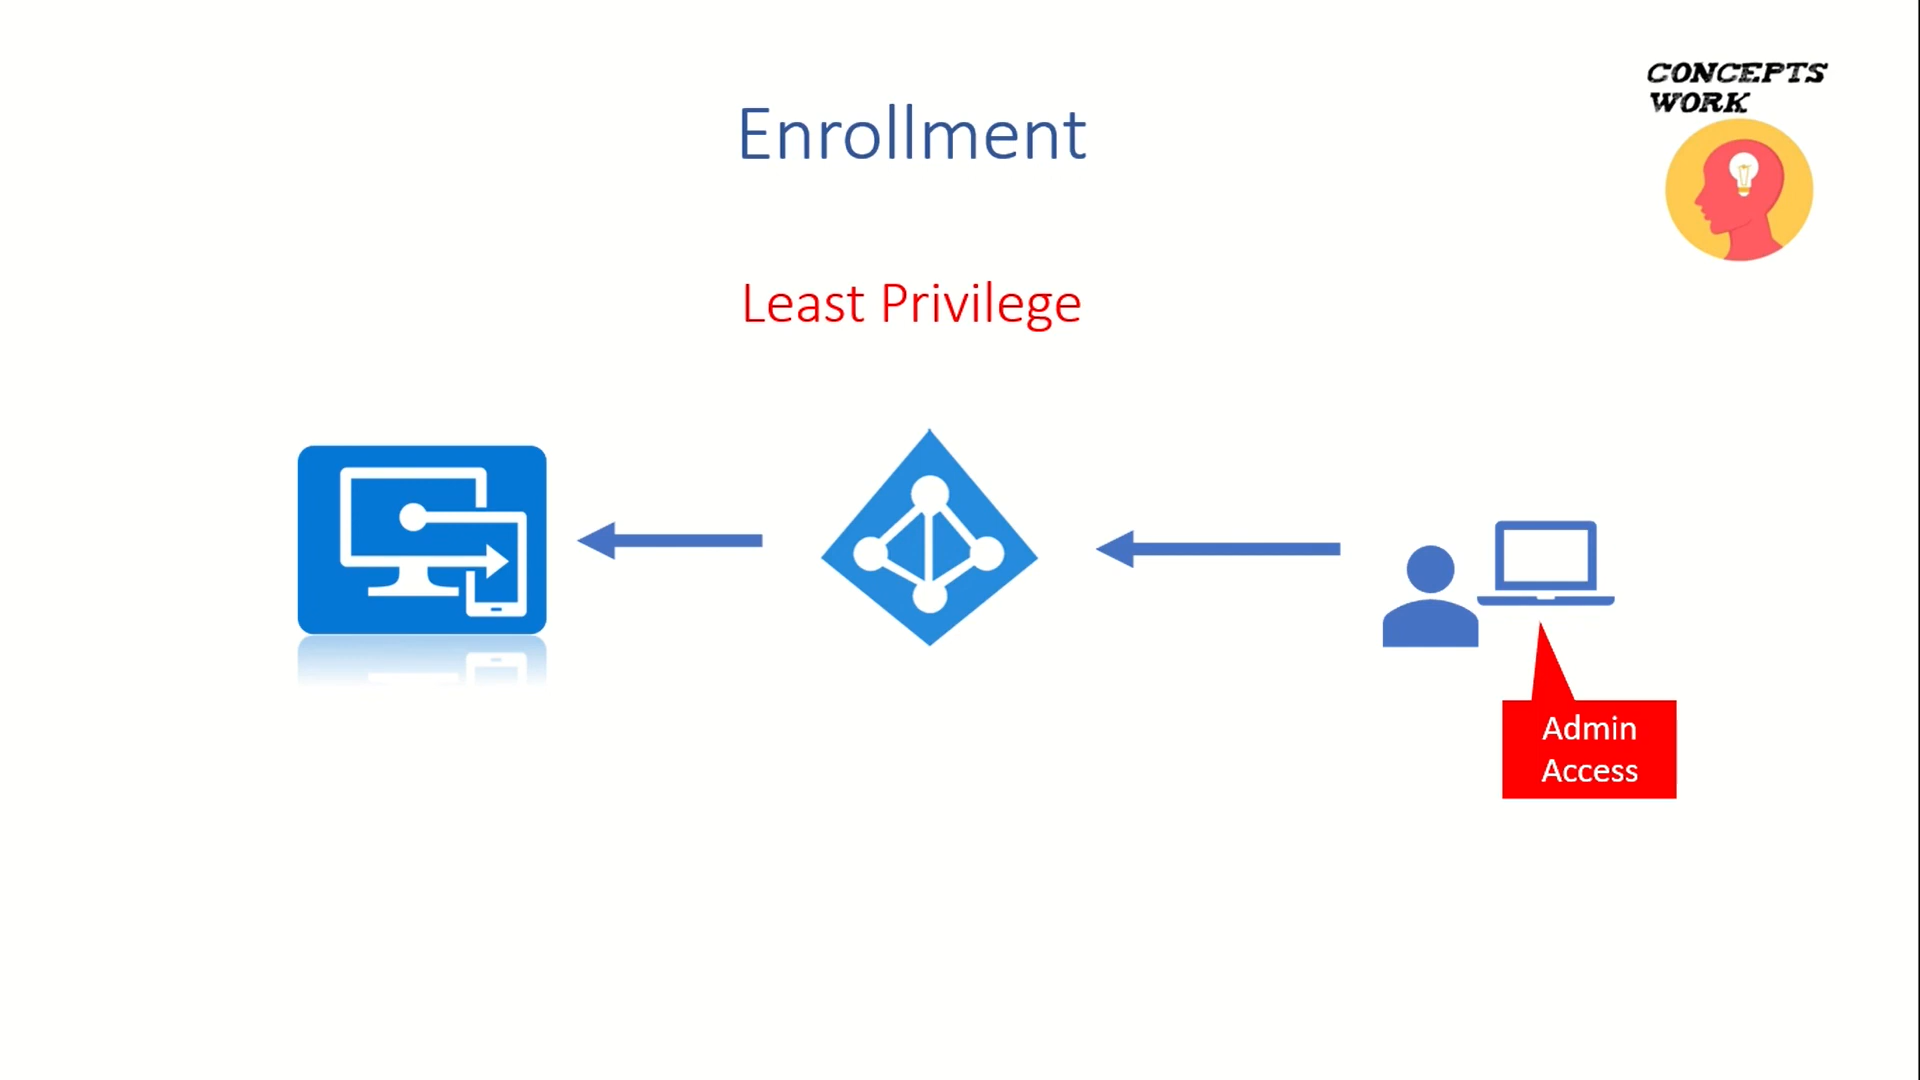 CONCEPTS
WORK
Enrollment
Least Privilege
Admin
Access